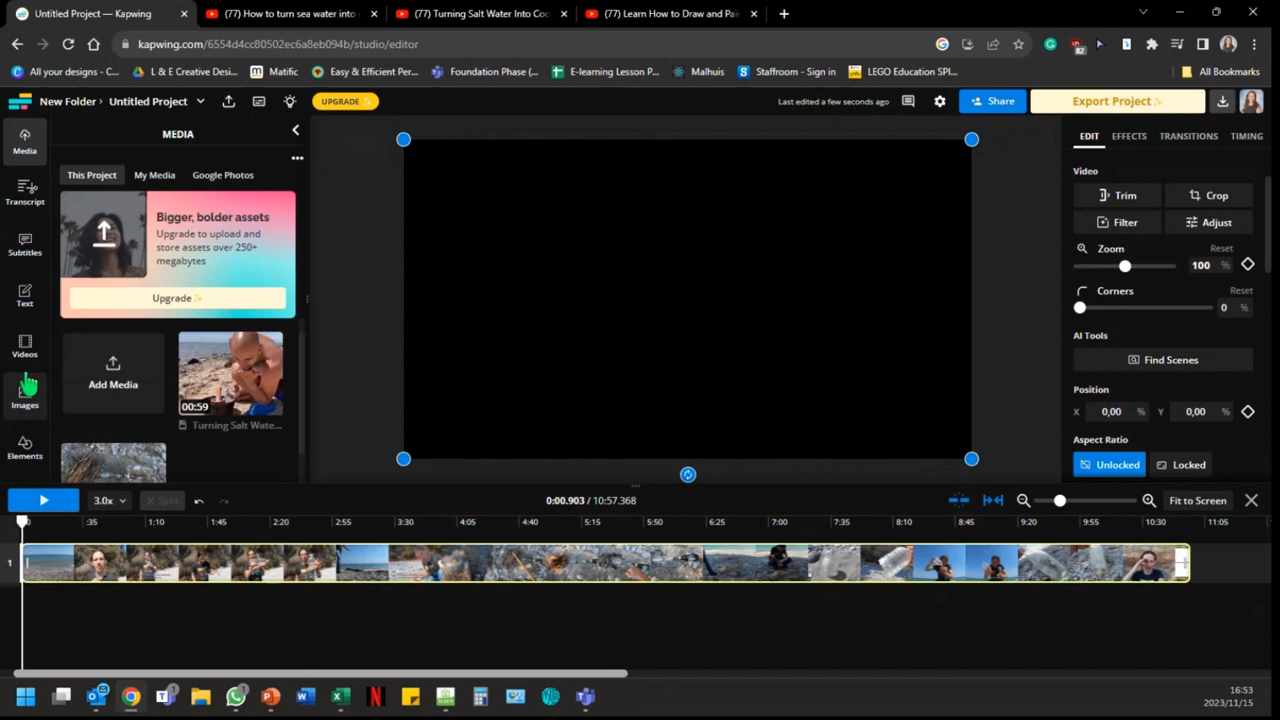 Untitled Project — Kapwing
(77) How to turn sea water into
(77) Turning Salt Water Into Coo
(77) Learn How to Draw and Pai
kapwing.com/6554d4cc80502ec6a8eb094b/studio/editor
82
All your designs - C...
L & E Creative Desi...
Matific
Easy & Efficient Per...
Foundation Phase (...
E-learning Lesson P...
Malhuis
Staffroom - Sign in
LEGO Education SPI...
All Bookmarks
New Folder › Untitled Project
UPGRADE
Last edited a few seconds ago
Share
Export Project
Media
Transcript
Subtitles
Text
Videos
Images
Elements
MEDIA
This Project
My Media
Google Photos
Bigger, bolder assets
Upgrade to upload and
store assets over 250+
megabytes
Upgrade
Add Media
00:59
Turning Salt Wate...
EDIT
EFFECTS
TRANSITIONS
TIMING
Video
Trim
Crop
Filter
Adjust
Zoom
Reset
100 %
Corners
Reset
0 %
AI Tools
Find Scenes
Position
X 0,00 %
Y 0,00 %
Aspect Ratio
Unlocked
Locked
3.0x
Split
0:00.903 / 10:57.368
Fit to Screen
:0 :35 1:10 1:45 2:20 2:55 3:30 4:05 4:40 5:15 5:50 6:25 7:00 7:35 8:10 8:45 9:20 9:55 10:30 11:05
1
16:53
2023/11/15